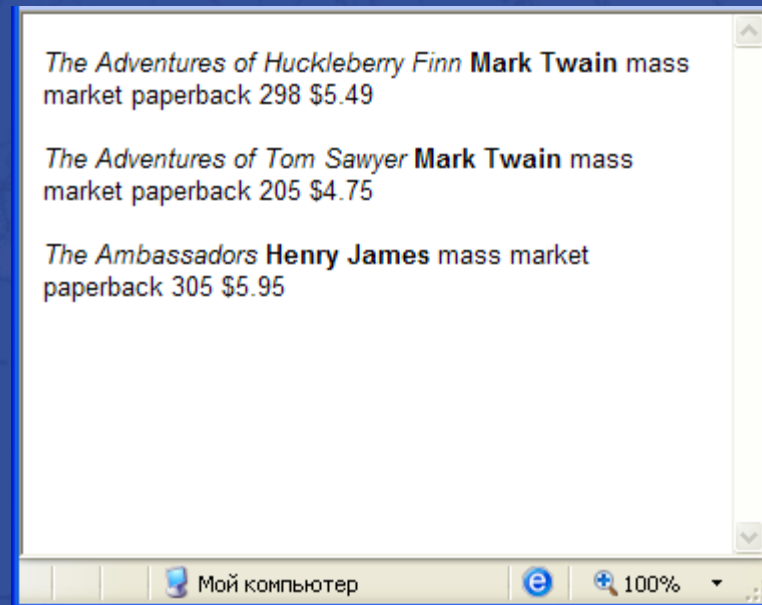 The Adventures of Huckleberry Finn Mark Twain mass
market paperback 298 $5.49
The Adventures of Tom Sawyer Mark Twain mass
market paperback 205 $4.75
The Ambassadors Henry James mass market
paperback 305 $5.95
Мой компьютер 100%